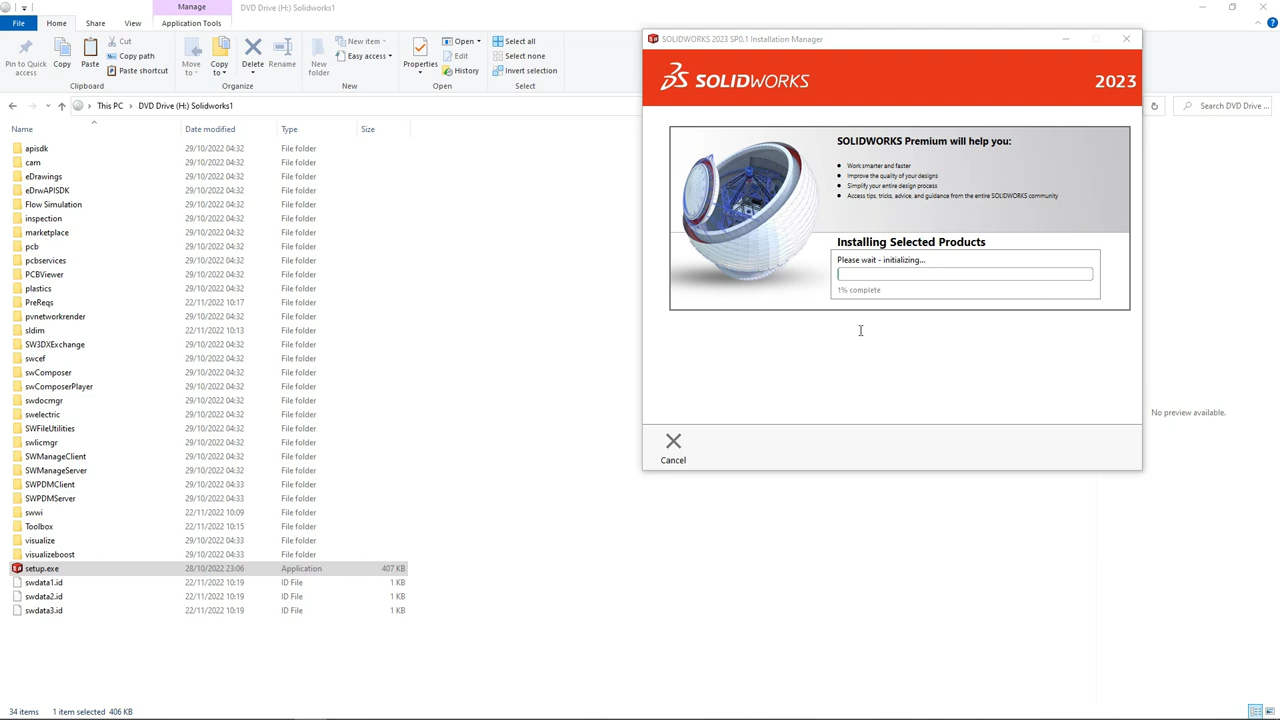 Manage
DVD Drive (H:) Solidworks1
File
Home
Share
View
Application Tools
Pin to Quick access
Copy
Paste
Cut
Copy path
Paste shortcut
Clipboard
Move to
Copy to
Delete
Rename
Organize
New folder
New item
Easy access
New
Properties
Open
Edit
History
Open
Select all
Select none
Invert selection
This PC
DVD Drive (H:) Solidworks1
Search DVD Drive ...
Name
Date modified
Type
Size
apisdk 29/10/2022 04:32 File folder
cam 29/10/2022 04:32 File folder
eDrawings 29/10/2022 04:32 File folder
eDrwAPISDK 29/10/2022 04:32 File folder
Flow Simulation 29/10/2022 04:32 File folder
inspection 29/10/2022 04:32 File folder
marketplace 29/10/2022 04:32 File folder
pcb 29/10/2022 04:32 File folder
pcbservices 29/10/2022 04:32 File folder
PCBViewer 29/10/2022 04:32 File folder
plastics 29/10/2022 04:32 File folder
PreReqs 22/11/2022 10:17 File folder
pvnetworkrender 29/10/2022 04:32 File folder
sldim 22/11/2022 10:13 File folder
SW3DXExchange 29/10/2022 04:32 File folder
swcef 29/10/2022 04:32 File folder
swComposer 29/10/2022 04:32 File folder
swComposerPlayer 29/10/2022 04:32 File folder
swdocmgr 29/10/2022 04:32 File folder
swelectric 29/10/2022 04:32 File folder
SWFileUtilities 29/10/2022 04:32 File folder
swlicmgr 29/10/2022 04:32 File folder
SWManageClient 29/10/2022 04:32 File folder
SWManageServer 29/10/2022 04:32 File folder
SWPDMClient 29/10/2022 04:33 File folder
SWPDMServer 29/10/2022 04:33 File folder
swwi 22/11/2022 10:09 File folder
Toolbox 22/11/2022 10:15 File folder
visualize 29/10/2022 04:33 File folder
visualizeboost 29/10/2022 04:33 File folder
setup.exe 28/10/2022 23:06 Application 407 KB
swdata1.id 22/11/2022 10:19 ID File 1 KB
swdata2.id 22/11/2022 10:19 ID File 1 KB
swdata3.id 22/11/2022 10:19 ID File 1 KB
34 items 1 item selected 406 KB
No preview available.
SOLIDWORKS 2023 SP0.1 Installation Manager
SOLIDWORKS
2023
SOLIDWORKS Premium will help you:
Work smarter and faster
Improve the quality of your designs
Simplify your entire design process
Access tips, tricks, advice, and guidance from the entire SOLIDWORKS community
Installing Selected Products
Please wait - initializing...
1% complete
Cancel